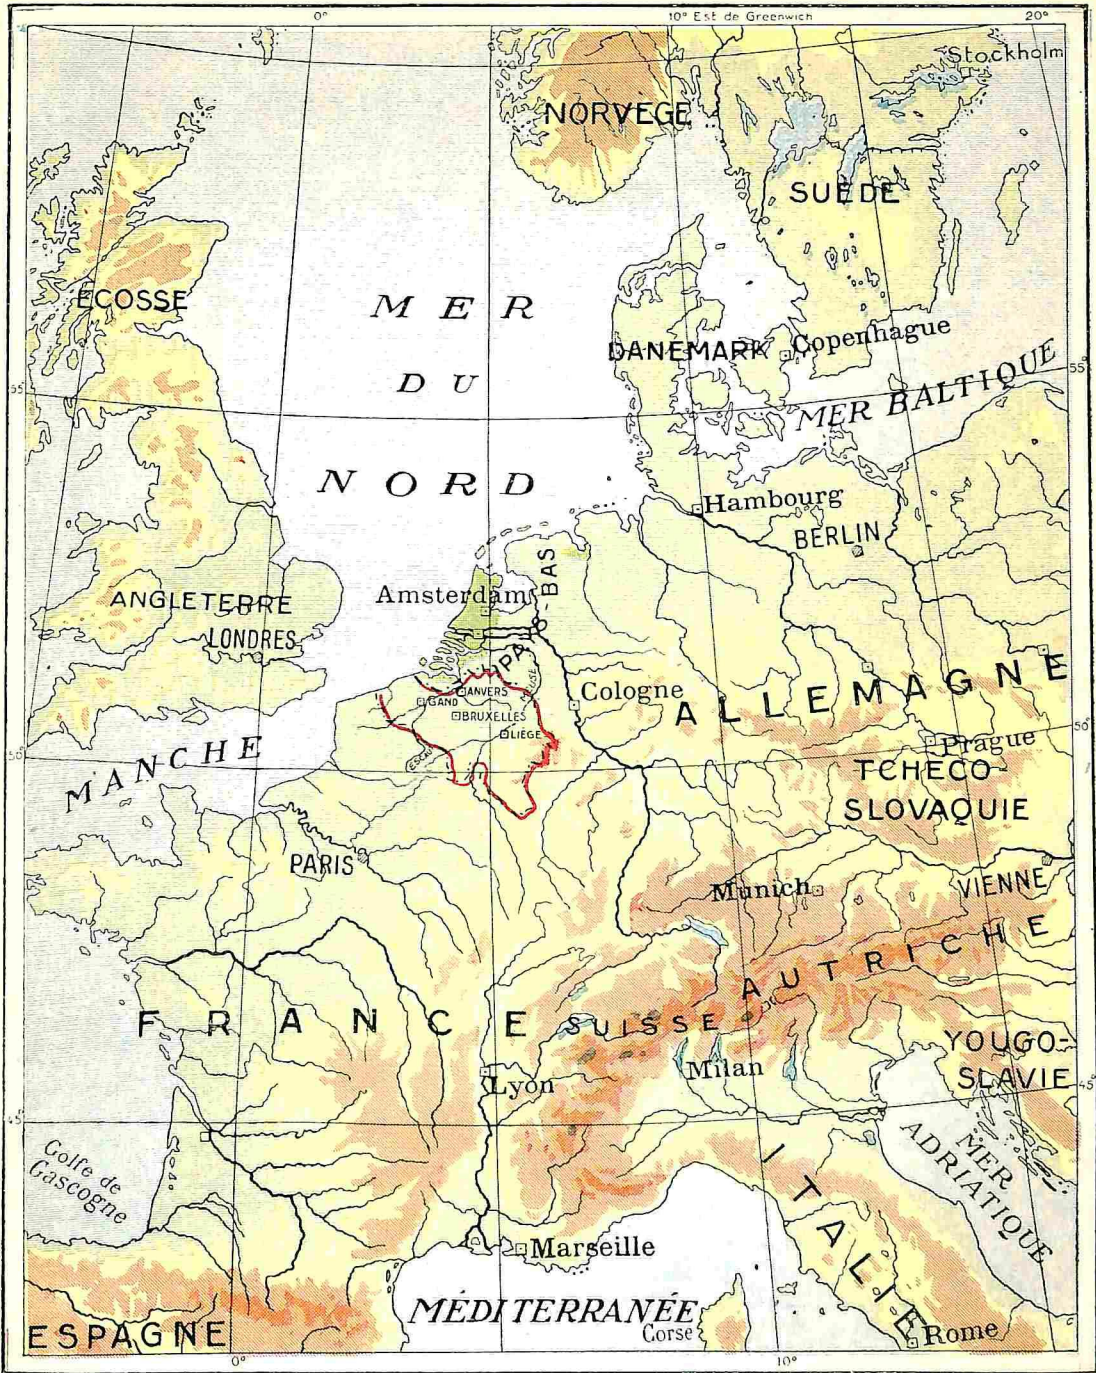 0° 10° Est de Greenwich 20°
Stockholm
NORVEGE
SUÈDE
ECOSSE
MER
DU
NORD
DANEMARK
Copenhague
55° 55°
MER BALTIQUE
Hambourg
BERLIN
Amsterdam
PAYS-BAS
ANGLETERRE
LONDRES
ANVERS
GAND
BRUXELLES
LIÈGE
Cologne
ALLEMAGNE
MANCHE
50° 50°
Prague
TCHECO-
SLOVAQUIE
PARIS
Munich
VIENNE
AUTRICHE
FRANCE
SUISSE
YOUGO-
SLAVIE
Lyon
Milan
45° 45°
Golfe de
Gascogne
MER
ADRIATIQUE
ITALIE
Marseille
MÉDITERRANÉE
Corse
ESPAGNE
Rome
0° 10°